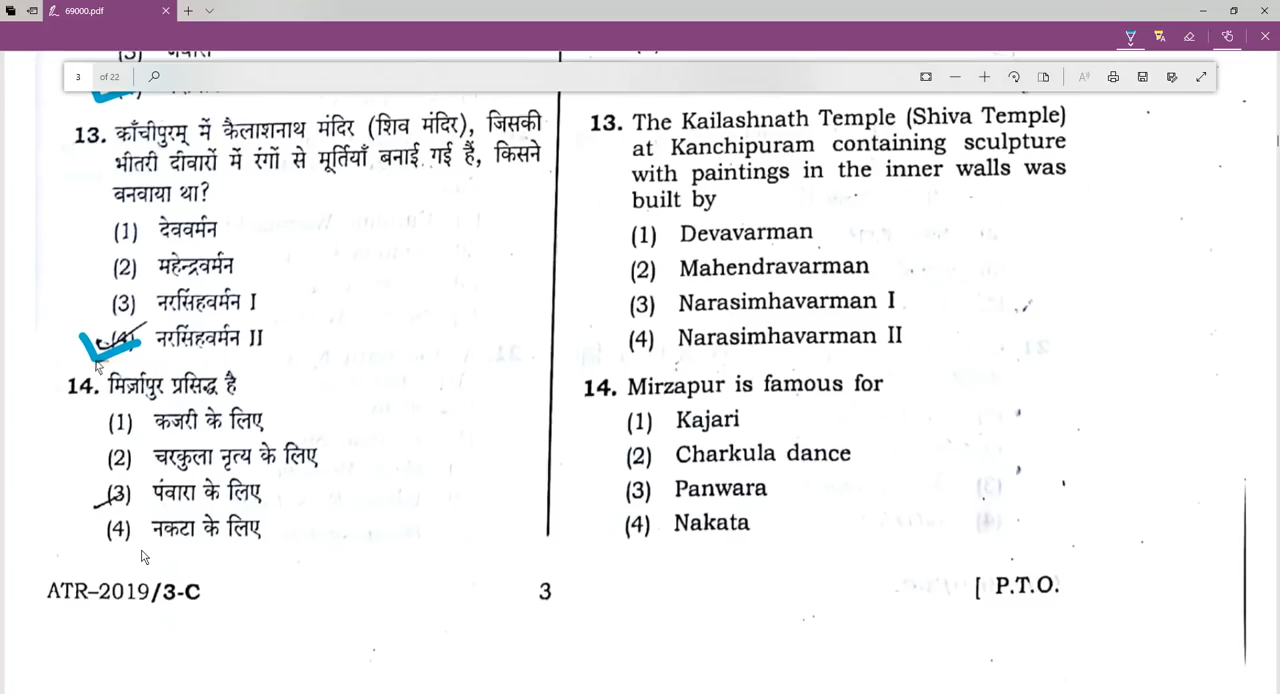 69000.pdf
3 of 22
13. काँचीपुरम् में कैलाशनाथ मंदिर (शिव मंदिर), जिसकी
भीतरी दीवारों में रंगों से मूर्तियाँ बनाई गई हैं, किसने
बनवाया था?
(1) देववर्मन
(2) महेन्द्रवर्मन
(3) नरसिंहवर्मन I
(4) नरसिंहवर्मन II
14. मिर्ज़ापुर प्रसिद्ध है
(1) कजरी के लिए
(2) चरकुला नृत्य के लिए
(3) पंवारा के लिए
(4) नकटा के लिए
13. The Kailashnath Temple (Shiva Temple)
at Kanchipuram containing sculpture
with paintings in the inner walls was
built by
(1) Devavarman
(2) Mahendravarman
(3) Narasimhavarman I
(4) Narasimhavarman II
14. Mirzapur is famous for
(1) Kajari
(2) Charkula dance
(3) Panwara
(4) Nakata
ATR–2019/3-C
3
[ P.T.O.